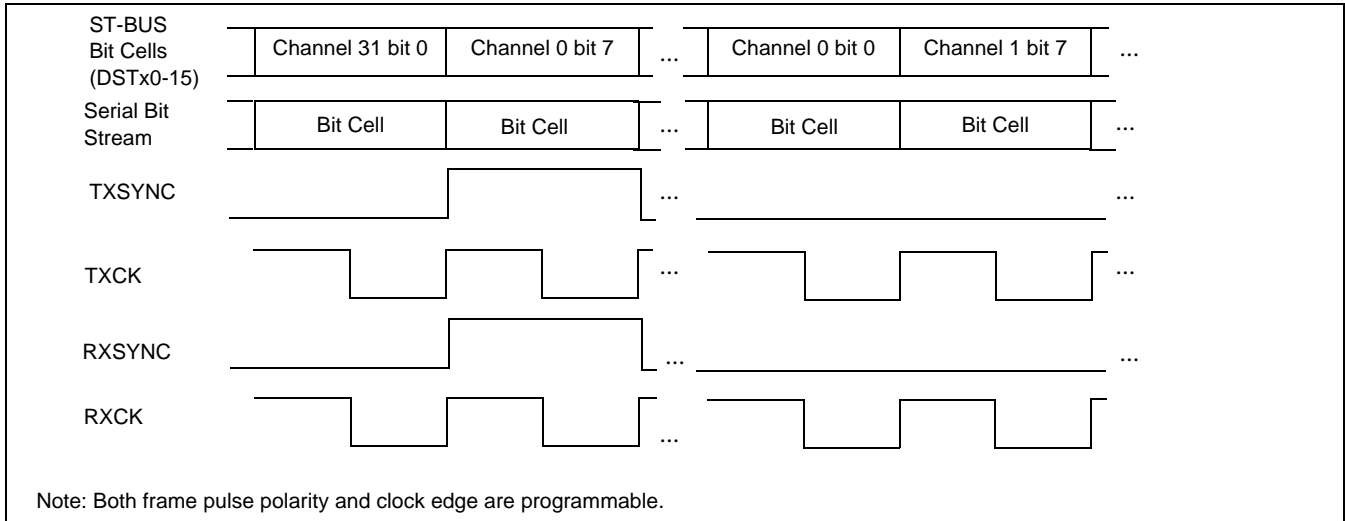 ST-BUS
Bit Cells
(DSTx0-15)
Channel 31 bit 0 Channel 0 bit 7 ... Channel 0 bit 0 Channel 1 bit 7 ...
Serial Bit
Stream
Bit Cell Bit Cell ... Bit Cell Bit Cell ...
TXSYNC ... ...
TXCK ... ...
RXSYNC ... ...
RXCK ... ...
Note: Both frame pulse polarity and clock edge are programmable.